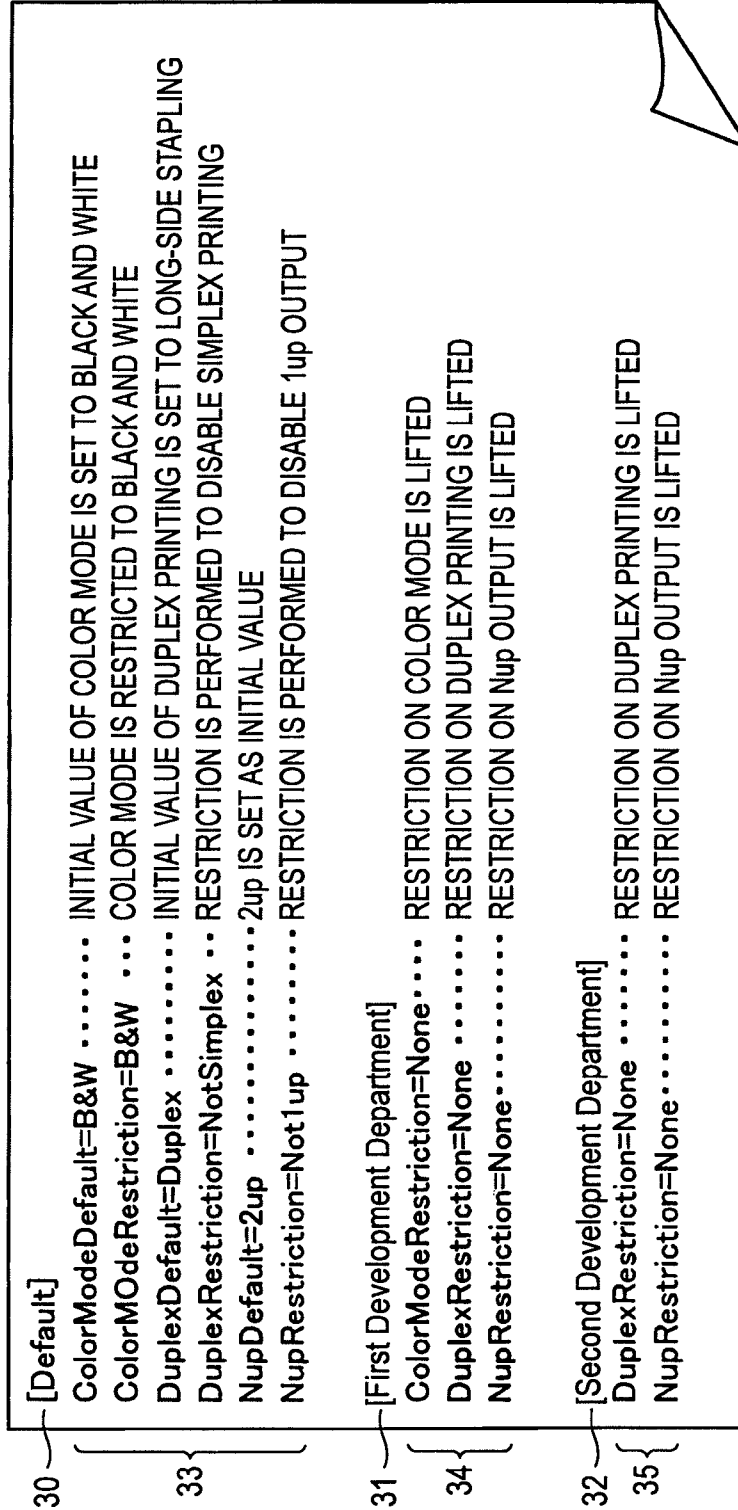 30 [Default]
ColorModeDefault=B&W ······· INITIAL VALUE OF COLOR MODE IS SET TO BLACK AND WHITE
ColorMOdeRestriction=B&W ··· COLOR MODE IS RESTRICTED TO BLACK AND WHITE
DuplexDefault=Duplex ········· INITIAL VALUE OF DUPLEX PRINTING IS SET TO LONG-SIDE STAPLING
33 DuplexRestriction=NotSimplex ·· RESTRICTION IS PERFORMED TO DISABLE SIMPLEX PRINTING
NupDefault=2up ·············2up IS SET AS INITIAL VALUE
NupRestriction=Not1up ········ RESTRICTION IS PERFORMED TO DISABLE 1up OUTPUT
31 [First Development Department]
ColorModeRestriction=None···· RESTRICTION ON COLOR MODE IS LIFTED
34 DuplexRestriction=None ······· RESTRICTION ON DUPLEX PRINTING IS LIFTED
NupRestriction=None·········· RESTRICTION ON Nup OUTPUT IS LIFTED
32 [Second Development Department]
35 DuplexRestriction=None ······· RESTRICTION ON DUPLEX PRINTING IS LIFTED
NupRestriction=None·········· RESTRICTION ON Nup OUTPUT IS LIFTED